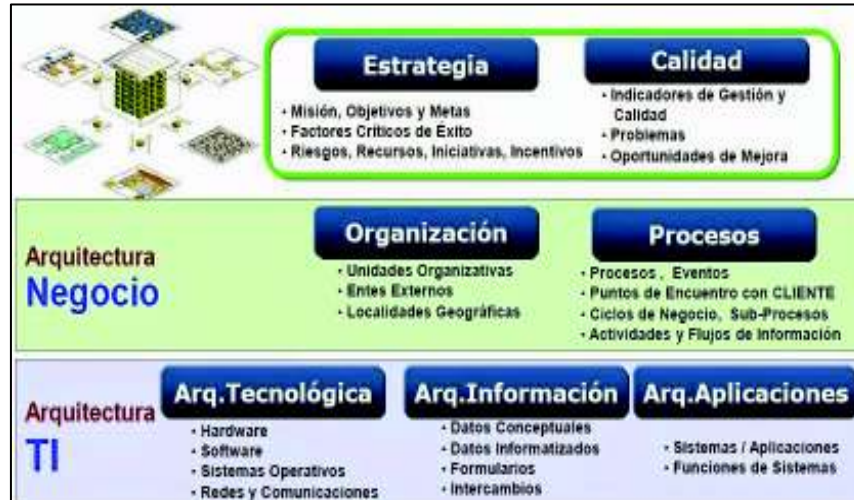 Estrategia
• Misión, Objetivos y Metas
• Factores Críticos de Éxito
• Riesgos, Recursos, Iniciativas, Incentivos
Calidad
• Indicadores de Gestión y
Calidad
• Problemas
• Oportunidades de Mejora
Arquitectura
Negocio
Organización
• Unidades Organizativas
• Entes Externos
• Localidades Geográficas
Procesos
• Procesos , Eventos
• Puntos de Encuentro con CLIENTE
• Ciclos de Negocio, Sub-Procesos
• Actividades y Flujos de Información
Arquitectura
TI
Arq.Tecnológica
• Hardware
• Software
• Sistemas Operativos
• Redes y Comunicaciones
Arq.Información
• Datos Conceptuales
• Datos Informatizados
• Formularios
• Intercambios
Arq.Aplicaciones
• Sistemas / Aplicaciones
• Funciones de Sistemas